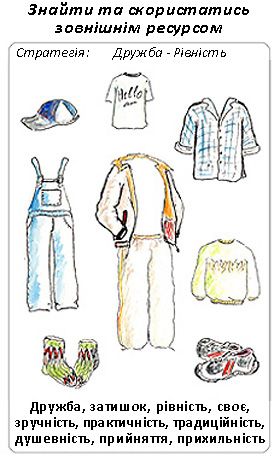 Знайти та скористатись
зовнішнім ресурсом
Стратегія: Дружба - Рівність
Hello
Дружба, затишок, рівність, своє,
зручність, практичність, традиційність,
душевність, прийняття, прихильність